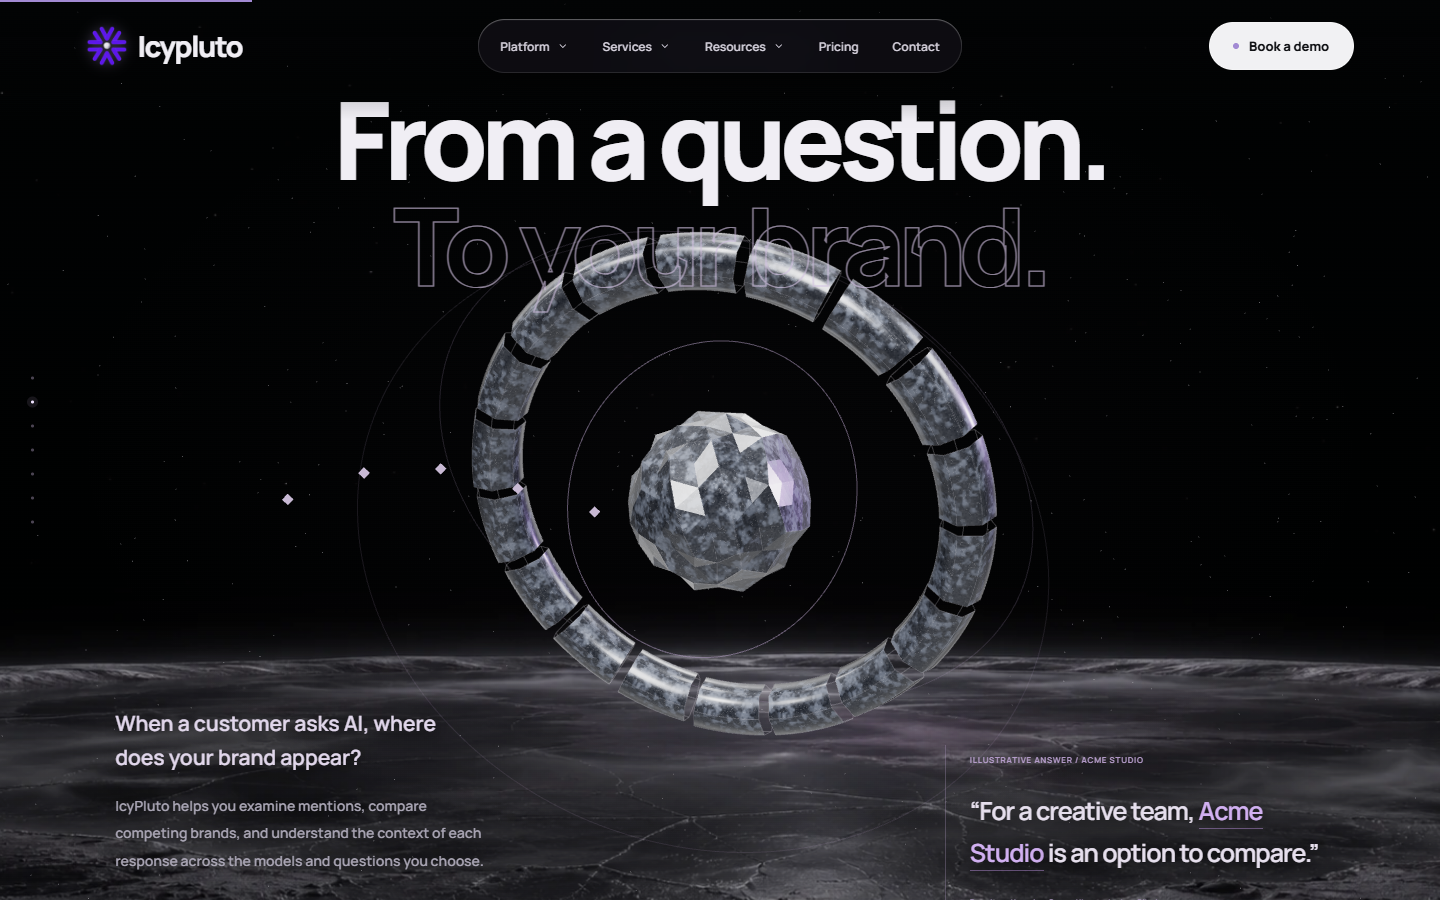 Icypluto
Platform
Services
Resources
Pricing
Contact
Book a demo
From a question.
To your brand.
When a customer asks AI, where
does your brand appear?
IcyPluto helps you examine mentions, compare
competing brands, and understand the context of each
response across the models and questions you choose.
ILLUSTRATIVE ANSWER / ACME STUDIO
“For a creative team, Acme
Studio is an option to compare.”